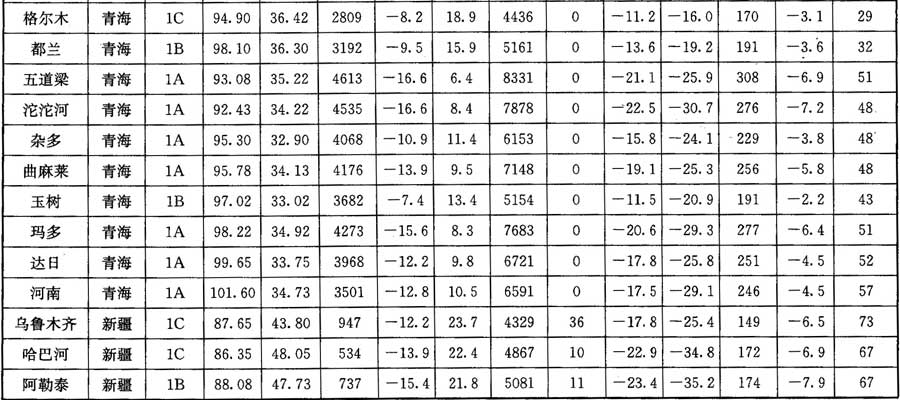 格尔木 青海 1C 94.90 36.42 2809 -8.2 18.9 4436 0 -11.2 -16.0 170 -3.1 29
都兰 青海 1B 98.10 36.30 3192 -9.5 15.9 5161 0 -13.6 -19.2 191 -3.6 32
五道梁 青海 1A 93.08 35.22 4613 -16.6 6.4 8331 0 -21.1 -25.9 308 -6.9 51
沱沱河 青海 1A 92.43 34.22 4535 -16.6 8.4 7878 0 -22.5 -30.7 276 -7.2 48
杂多 青海 1A 95.30 32.90 4068 -10.9 11.4 6153 0 -15.8 -24.1 229 -3.8 48
曲麻莱 青海 1A 95.78 34.13 4176 -13.9 9.5 7148 0 -19.1 -25.3 256 -5.8 48
玉树 青海 1B 97.02 33.02 3682 -7.4 13.4 5154 0 -11.5 -20.9 191 -2.2 43
玛多 青海 1A 98.22 34.92 4273 -15.6 8.3 7683 0 -20.6 -29.3 277 -6.4 51
达日 青海 1A 99.65 33.75 3968 -12.2 9.8 6721 0 -17.8 -25.8 251 -4.5 52
河南 青海 1A 101.60 34.73 3501 -12.8 10.5 6591 0 -17.5 -29.1 246 -4.5 57
乌鲁木齐 新疆 1C 87.65 43.80 947 -12.2 23.7 4329 36 -17.8 -25.4 149 -6.5 73
哈巴河 新疆 1C 86.35 48.05 534 -13.9 22.4 4867 10 -22.9 -34.8 172 -6.9 67
阿勒泰 新疆 1B 88.08 47.73 737 -15.4 21.8 5081 11 -23.4 -35.2 174 -7.9 67